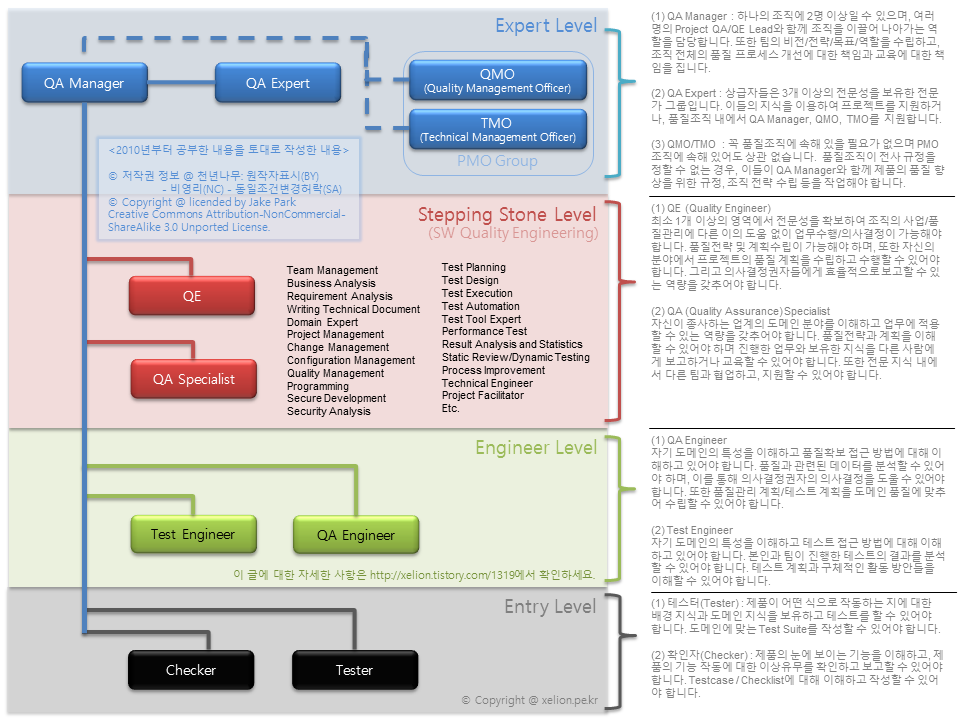 Expert Level
QA Manager
QA Expert
QMO
(Quality Management Officer)
TMO
(Technical Management Officer)
PMO Group
<2010년부터 공부한 내용을 토대로 작성한 내용>
© 저작권 정보 @ 천년나무: 원작자표시(BY)
- 비영리(NC) - 동일조건변경허락(SA)
© Copyright @ licenced by Jake Park
Creative Commons Attribution-NonCommercial-
ShareAlike 3.0 Unported License.
(1) QA Manager : 하나의 조직에 2명 이상일 수 있으며, 여러
명의 Project QA/QE Lead와 함께 조직을 이끌어 나아가는 역
할을 담당합니다. 또한 팀의 비전/전략/목표/역할을 수립하고,
조직 전체의 품질 프로세스 개선에 대한 책임과 교육에 대한 책
임을 집니다.
(2) QA Expert : 상급자들은 3개 이상의 전문성을 보유한 전문
가 그룹입니다. 이들의 지식을 이용하여 프로젝트를 지원하거
나, 품질조직 내에서 QA Manager, QMO, TMO를 지원합니다.
(3) QMO/TMO : 꼭 품질조직에 속해 있을 필요가 없으며 PMO
조직에 속해 있어도 상관 없습니다. 품질조직이 전사 규정을
정할 수 없는 경우, 이들이 QA Manager와 함께 제품의 품질 향
상을 위한 규정, 조직 전략 수립 등을 작업해야 합니다.
Stepping Stone Level
(SW Quality Engineering)
QE
QA Specialist
Team Management
Business Analysis
Requirement Analysis
Writing Technical Document
Domain Expert
Project Management
Change Management
Configuration Management
Quality Management
Programming
Secure Development
Security Analysis
Test Planning
Test Design
Test Execution
Test Automation
Test Tool Expert
Performance Test
Result Analysis and Statistics
Static Review/Dynamic Testing
Process Improvement
Technical Engineer
Project Facilitator
Etc.
(1) QE (Quality Engineer)
최소 1개 이상의 영역에서 전문성을 확보하여 조직의 사업/품
질관리에 다른 이의 도움 없이 업무수행/의사결정이 가능해야
합니다. 품질전략 및 계획수립이 가능해야 하며, 또한 자신의
분야에서 프로젝트의 품질 계획을 수립하고 수행할 수 있어야
합니다. 그리고 의사결정권자들에게 효율적으로 보고할 수 있
는 역량을 갖추어야 합니다.
(2) QA (Quality Assurance) Specialist
자신이 종사하는 업계의 도메인 분야를 이해하고 업무에 적용
할 수 있는 역량을 갖추어야 합니다. 품질전략과 계획을 이해
할 수 있어야 하며 진행한 업무와 보유한 지식을 다른 사람에
게 보고하거나 교육할 수 있어야 합니다. 또한 전문 지식 내에
서 다른 팀과 협업하고, 지원할 수 있어야 합니다.
Engineer Level
Test Engineer
QA Engineer
이 글에 대한 자세한 사항은 http://xelion.tistory.com/1319에서 확인하세요.
(1) QA Engineer
자기 도메인의 특성을 이해하고 품질확보 접근 방법에 대해 이
해하고 있어야 합니다. 품질과 관련된 데이터를 분석할 수 있어
야 하며, 이를 통해 의사결정권자의 의사결정을 도울 수 있어야
합니다. 또한 품질관리 계획/테스트 계획을 도메인 품질에 맞추
어 수립할 수 있어야 합니다.
(2) Test Engineer
자기 도메인의 특성을 이해하고 테스트 접근 방법에 대해 이해
하고 있어야 합니다. 본인과 팀이 진행한 테스트의 결과를 분석
할 수 있어야 합니다. 테스트 계획과 구체적인 활동 방안들을
이해할 수 있어야 합니다.
Entry Level
Checker
Tester
© Copyright @ xelion.pe.kr
(1) 테스터(Tester) : 제품이 어떤 식으로 작동하는 지에 대한
배경 지식과 도메인 지식을 보유하고 테스트를 할 수 있어야
합니다. 도메인에 맞는 Test Suite를 작성할 수 있어야 합니다.
(2) 확인자(Checker) : 제품의 눈에 보이는 기능을 이해하고, 제
품의 기능 작동에 대한 이상유무를 확인하고 보고할 수 있어야
합니다. Testcase / Checklist에 대해 이해하고 작성할 수 있어
야 합니다.